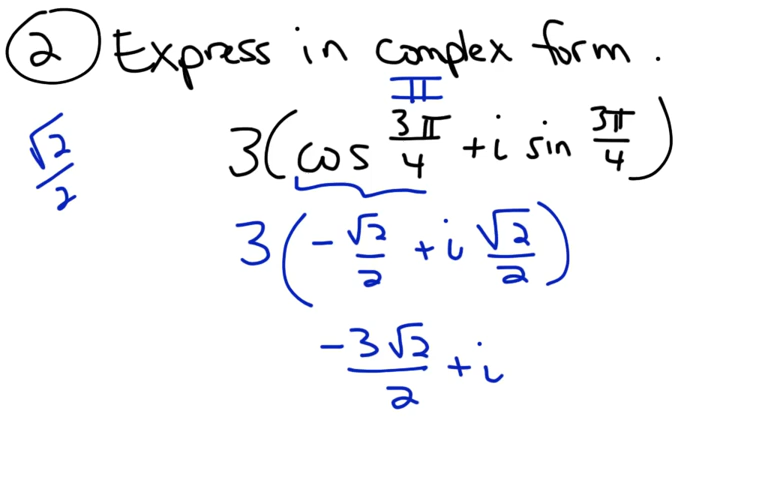 ② Express in complex form.
II
√2/2
3(cos 3π/4 + i sin 3π/4)
3(-√2/2 + i √2/2)
-3√2/2 + i